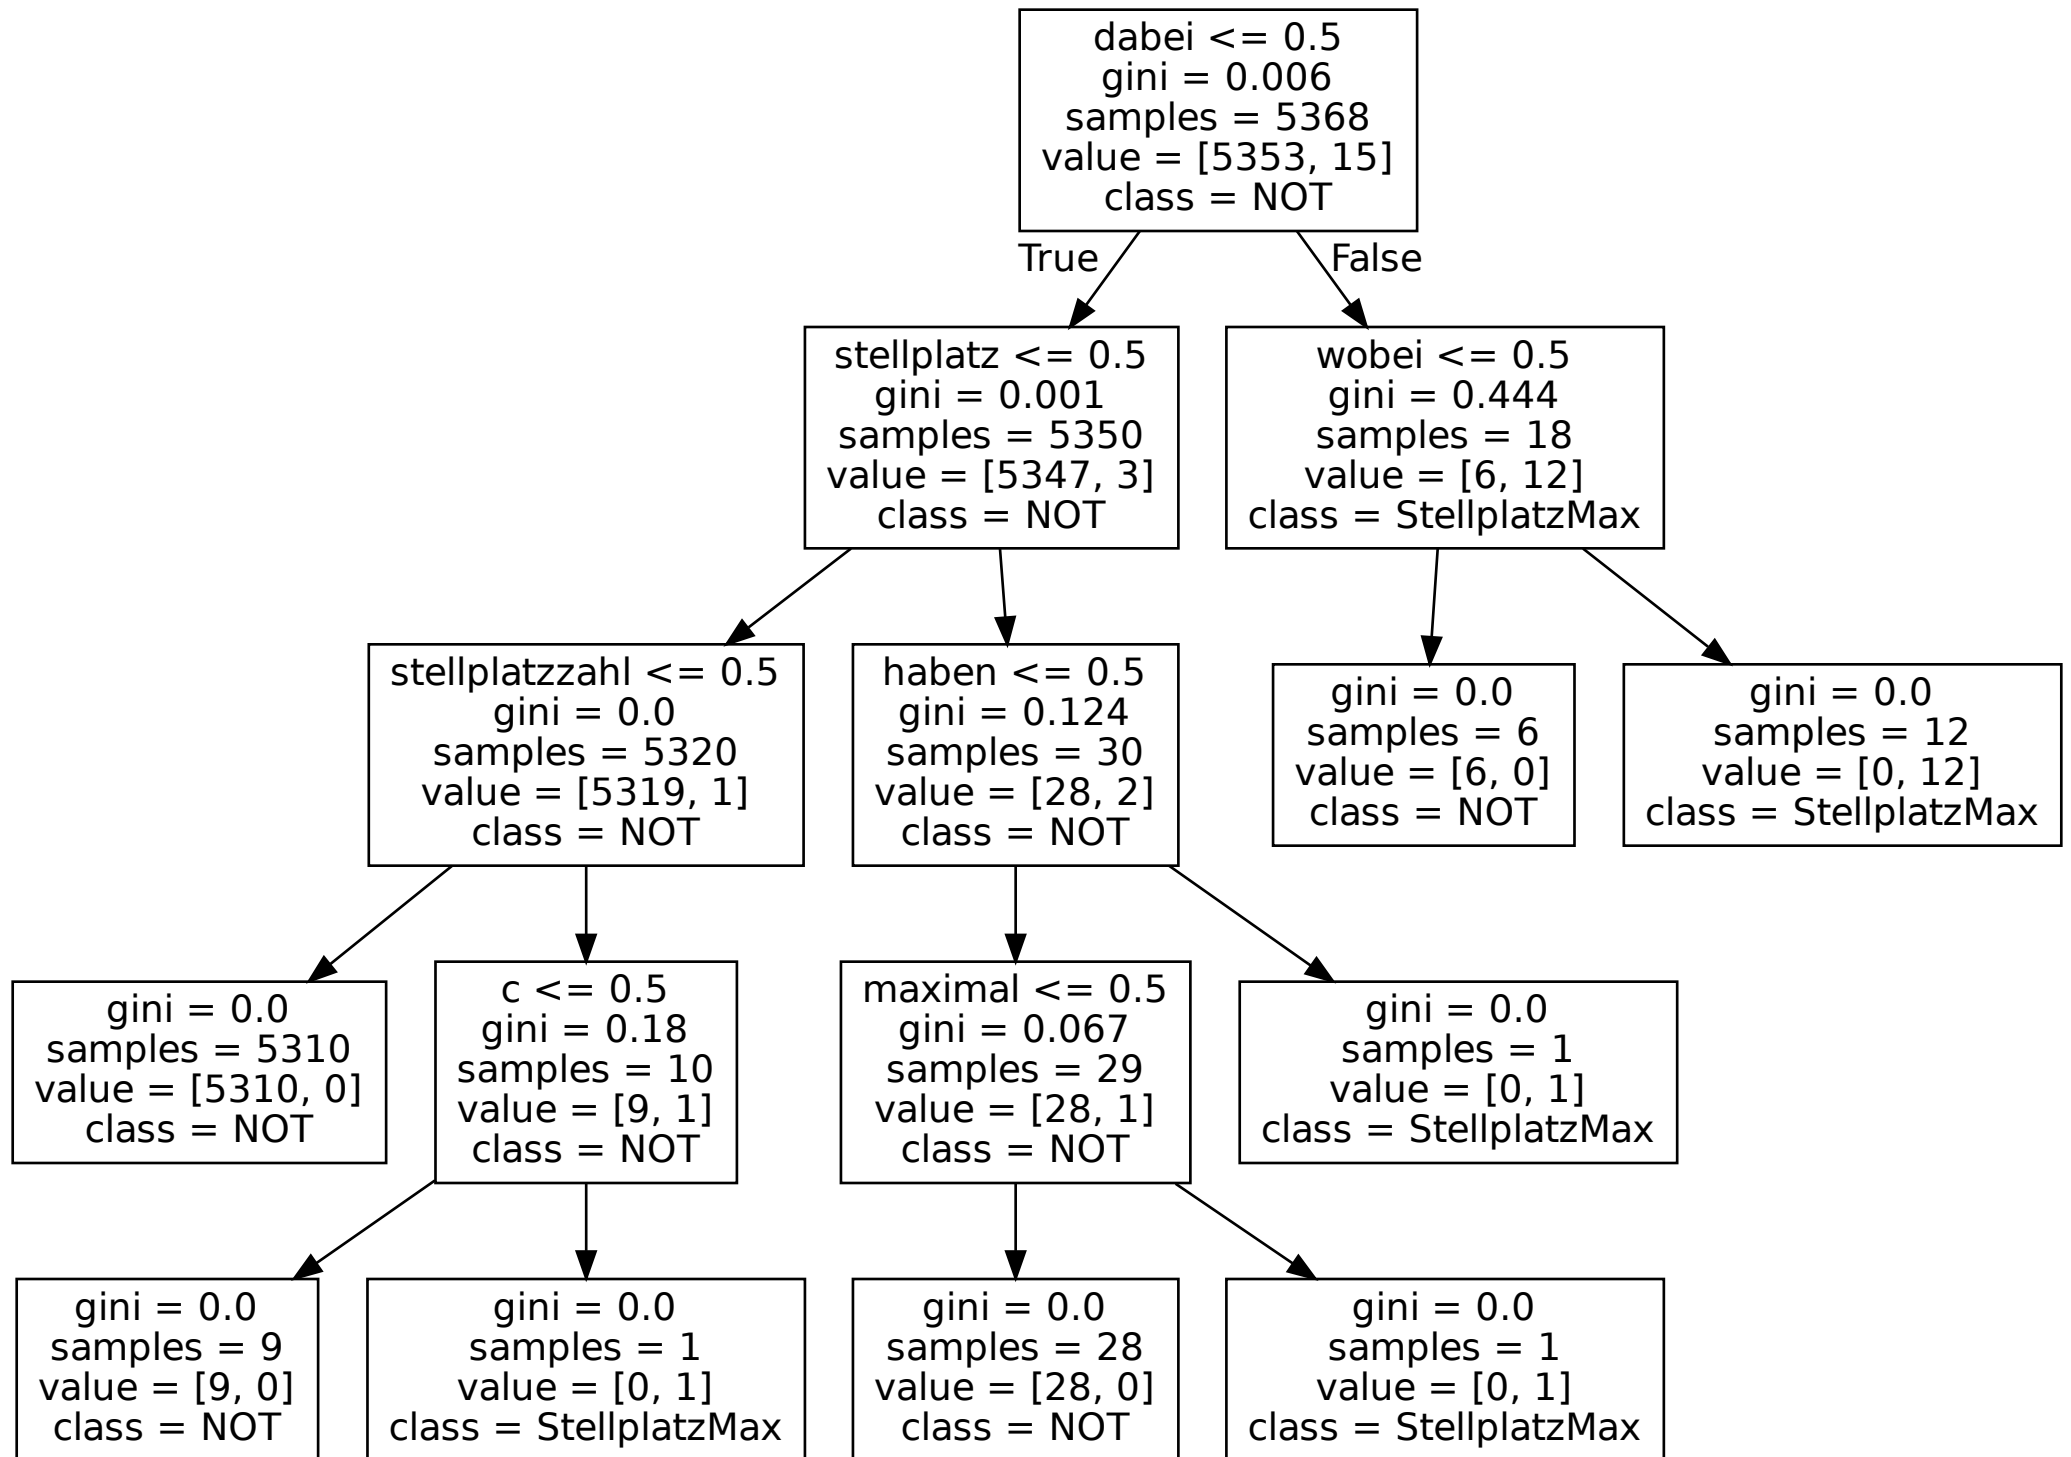 dabei <= 0.5
gini = 0.006
samples = 5368
value = [5353, 15]
class = NOT
True
False
stellplatz <= 0.5
gini = 0.001
samples = 5350
value = [5347, 3]
class = NOT
wobei <= 0.5
gini = 0.444
samples = 18
value = [6, 12]
class = StellplatzMax
stellplatzzahl <= 0.5
gini = 0.0
samples = 5320
value = [5319, 1]
class = NOT
haben <= 0.5
gini = 0.124
samples = 30
value = [28, 2]
class = NOT
gini = 0.0
samples = 6
value = [6, 0]
class = NOT
gini = 0.0
samples = 12
value = [0, 12]
class = StellplatzMax
gini = 0.0
samples = 5310
value = [5310, 0]
class = NOT
c <= 0.5
gini = 0.18
samples = 10
value = [9, 1]
class = NOT
maximal <= 0.5
gini = 0.067
samples = 29
value = [28, 1]
class = NOT
gini = 0.0
samples = 1
value = [0, 1]
class = StellplatzMax
gini = 0.0
samples = 9
value = [9, 0]
class = NOT
gini = 0.0
samples = 1
value = [0, 1]
class = StellplatzMax
gini = 0.0
samples = 28
value = [28, 0]
class = NOT
gini = 0.0
samples = 1
value = [0, 1]
class = StellplatzMax